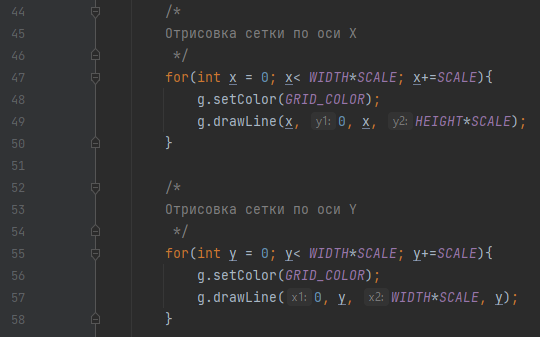 44 /*
45 Отрисовка сетки по оси X
46 */
47 for(int x = 0; x< WIDTH*SCALE; x+=SCALE){
48 g.setColor(GRID_COLOR);
49 g.drawLine(x, y1: 0, x, y2: HEIGHT*SCALE);
50 }
51
52 /*
53 Отрисовка сетки по оси Y
54 */
55 for(int y = 0; y< WIDTH*SCALE; y+=SCALE){
56 g.setColor(GRID_COLOR);
57 g.drawLine( x1: 0, y, x2: WIDTH*SCALE, y);
58 }